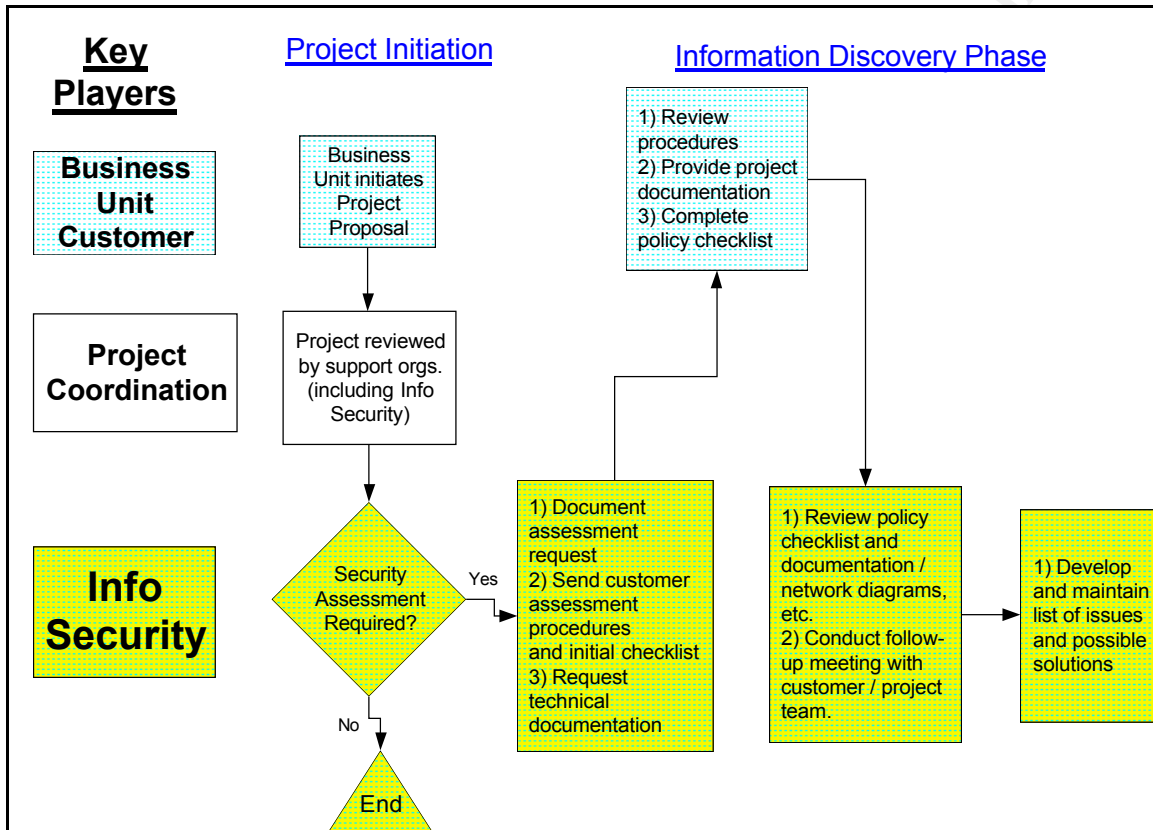 Key
Players
Project Initiation
Information Discovery Phase
Business
Unit
Customer
Business
Unit initiates
Project
Proposal
1) Review
procedures
2) Provide project
documentation
3) Complete
policy checklist
Project
Coordination
Project reviewed
by support orgs.
(including Info
Security)
Info
Security
Security
Assessment
Required?
Yes
No
End
1) Document
assessment
request
2) Send customer
assessment
procedures
and initial checklist
3) Request
technical
documentation
1) Review policy
checklist and
documentation /
network diagrams,
etc.
2) Conduct follow-
up meeting with
customer / project
team.
1) Develop
and maintain
list of issues
and possible
solutions